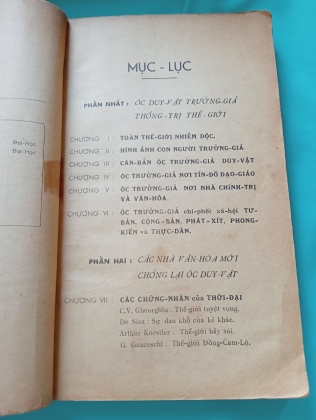 Đại-Học
Đại-Học
MỤC - LỤC
PHẦN NHẤT : ÓC DUY-VẬT TRƯỞNG-GIẢ
THỐNG-TRỊ THẾ-GIỚI
CHƯƠNG I : TOÀN THẾ-GIỚI NHIỄM ĐỘC.
CHƯƠNG II : HÌNH ẢNH CON NGƯỜI TRƯỞNG-GIẢ
CHƯƠNG III : CĂN-BẢN ÓC TRƯỞNG-GIẢ DUY-VẬT
CHƯƠNG IV : ÓC TRƯỞNG-GIẢ NƠI TÍN-ĐỒ ĐẠO-GIÁO
CHƯƠNG V : ÓC TRƯỞNG-GIẢ NƠI NHÀ CHÍNH-TRỊ
VÀ VĂN-HÓA
CHƯƠNG VI : ÓC TRƯỞNG-GIẢ chi-phối xã-hội TƯ-
BẢN, CỘNG-SẢN, PHÁT-XÍT, PHONG-
KIẾN và THỰC-DÂN.
PHẦN HAI : CÁC NHÀ VĂN-HÓA MỚI
CHỐNG LẠI ÓC DUY-VẬT
CHƯƠNG VII : CÁC CHỨNG-NHÂN của THỜI-ĐẠI
C.V. Gheorghiu : Thế-giới tuyệt vọng.
De Sica : Sự đau khổ của kẻ khác.
Arthur Koestler : Thế-giới bầy sói.
G. Guareschi : Thế-giới Đông-Cam-Lộ.